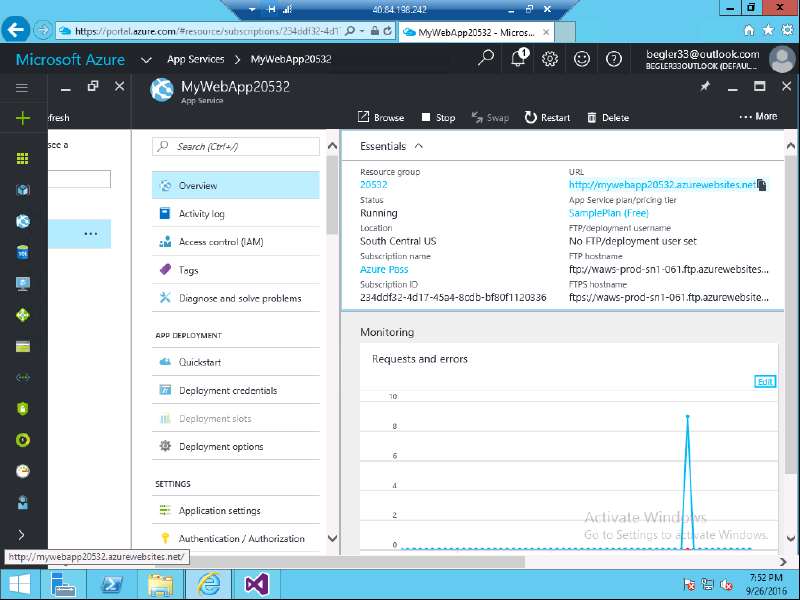 40.84.198.242
https://portal.azure.com/#resource/subscriptions/234ddf32-4d1
MyWebApp20532 - Micros...
Microsoft Azure
App Services
MyWebApp20532
1
begler33@outlook.com
BEGLER33OUTLOOK (DEFAUL...
MyWebApp20532
App Service
efresh
Browse
Stop
Swap
Restart
Delete
... More
see a
...
Search (Ctrl+/)
Overview
Activity log
Access control (IAM)
Tags
Diagnose and solve problems
APP DEPLOYMENT
Quickstart
Deployment credentials
Deployment slots
Deployment options
SETTINGS
Application settings
Authentication / Authorization
Essentials
Resource group
20532
Status
Running
Location
South Central US
Subscription name
Azure Pass
Subscription ID
234ddf32-4d17-45a4-8cdb-bf80f1120336
URL
http://mywebapp20532.azurewebsites.net
App Service plan/pricing tier
SamplePlan (Free)
FTP/deployment username
No FTP/deployment user set
FTP hostname
ftp://waws-prod-sn1-061.ftp.azurewebsites...
FTPS hostname
ftps://waws-prod-sn1-061.ftp.azurewebsite...
Monitoring
Requests and errors
Edit
10
8
6
4
2
0
Activate Windows
Go to Settings to activate Windows.
http://mywebapp20532.azurewebsites.net/
7:52 PM
9/26/2016